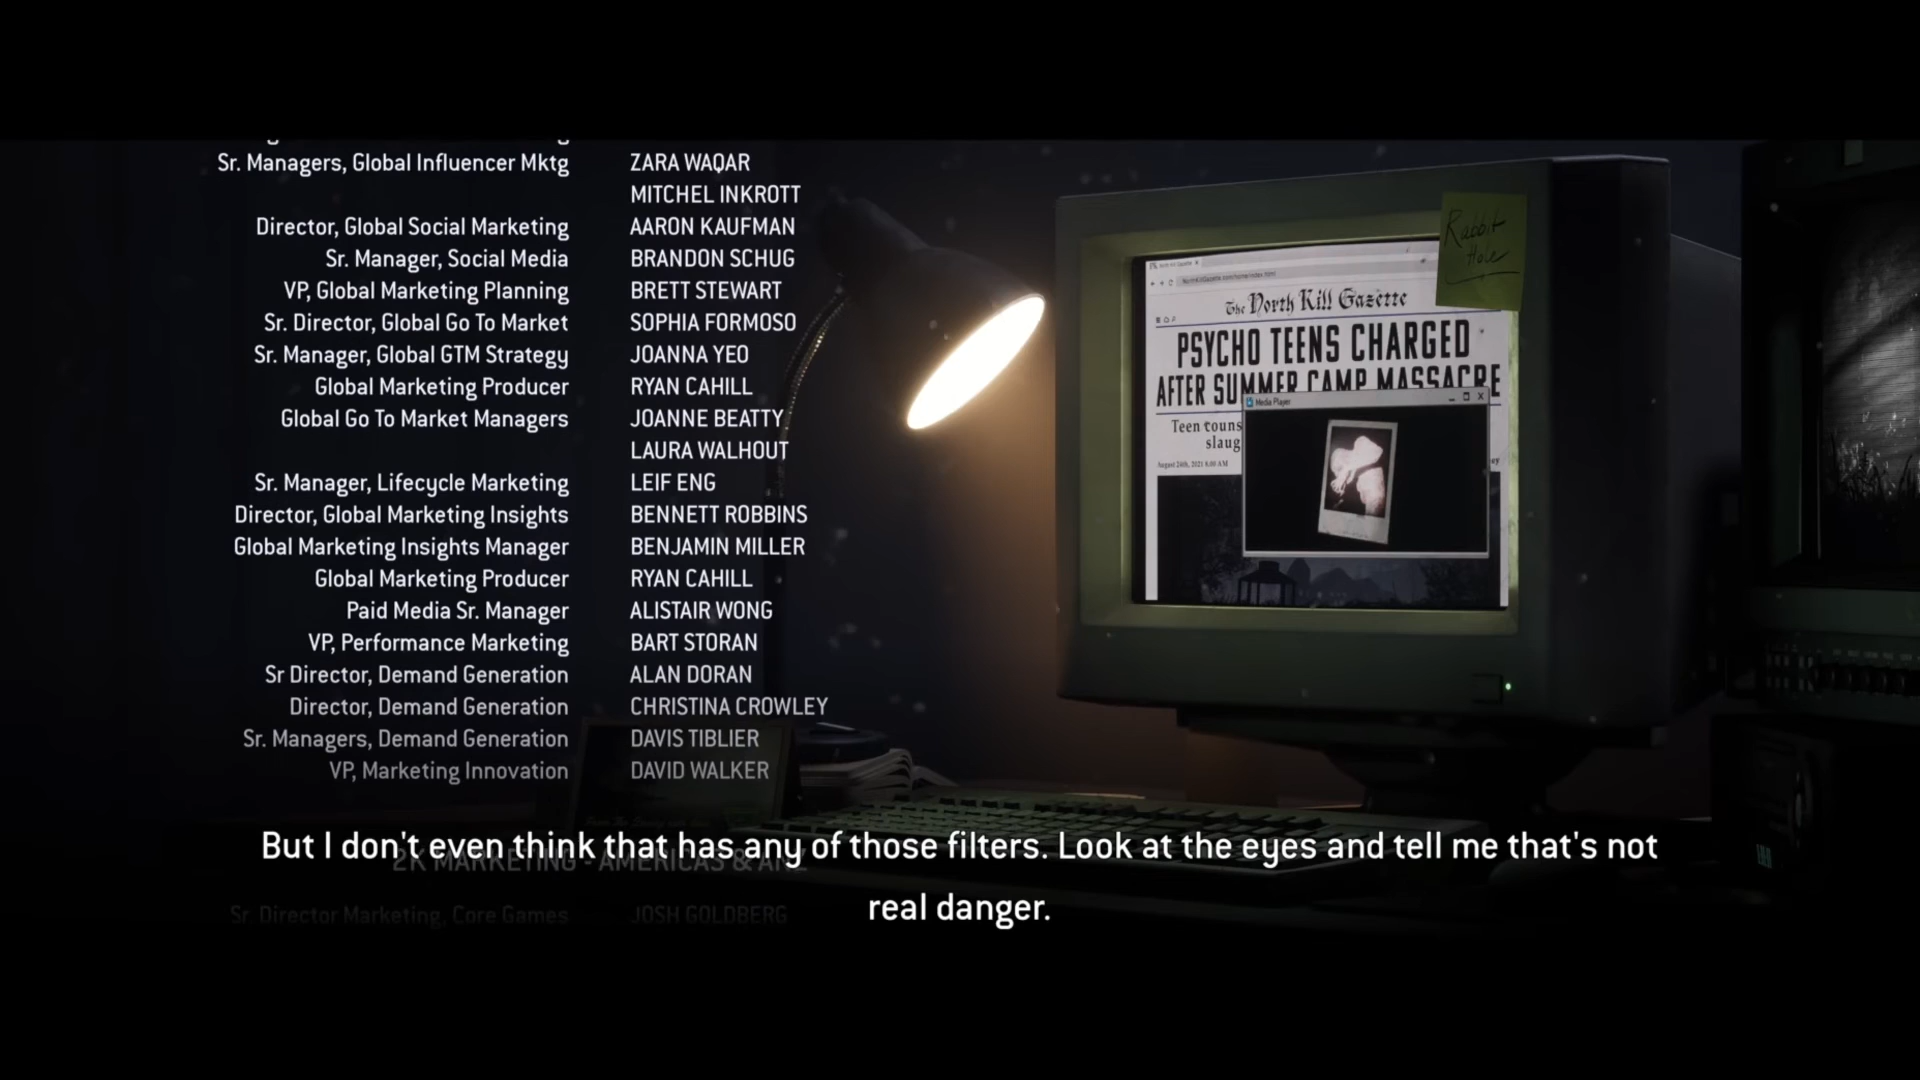 Sr. Managers, Global Influencer Mktg ZARA WAQAR
MITCHEL INKROTT
Director, Global Social Marketing AARON KAUFMAN
Sr. Manager, Social Media BRANDON SCHUG
VP, Global Marketing Planning BRETT STEWART
Sr. Director, Global Go To Market SOPHIA FORMOSO
Sr. Manager, Global GTM Strategy JOANNA YEO
Global Marketing Producer RYAN CAHILL
Global Go To Market Managers JOANNE BEATTY
LAURA WALHOUT
Sr. Manager, Lifecycle Marketing LEIF ENG
Director, Global Marketing Insights BENNETT ROBBINS
Global Marketing Insights Manager BENJAMIN MILLER
Global Marketing Producer RYAN CAHILL
Paid Media Sr. Manager ALISTAIR WONG
VP, Performance Marketing BART STORAN
Sr Director, Demand Generation ALAN DORAN
Director, Demand Generation CHRISTINA CROWLEY
Sr. Managers, Demand Generation DAVIS TIBLIER
VP, Marketing Innovation DAVID WALKER
2K MARKETING - AMERICAS & ANZ
Sr. Director Marketing, Core Games JOSH GOLDBERG
Rabbit
Hole
The North Kill Gazette
PSYCHO TEENS CHARGED
AFTER SUMMER CAMP MASSACRE
Media Player
Teen couns
slaug
August 24th, 2021 8:00 AM
But I don't even think that has any of those filters. Look at the eyes and tell me that's not
real danger.